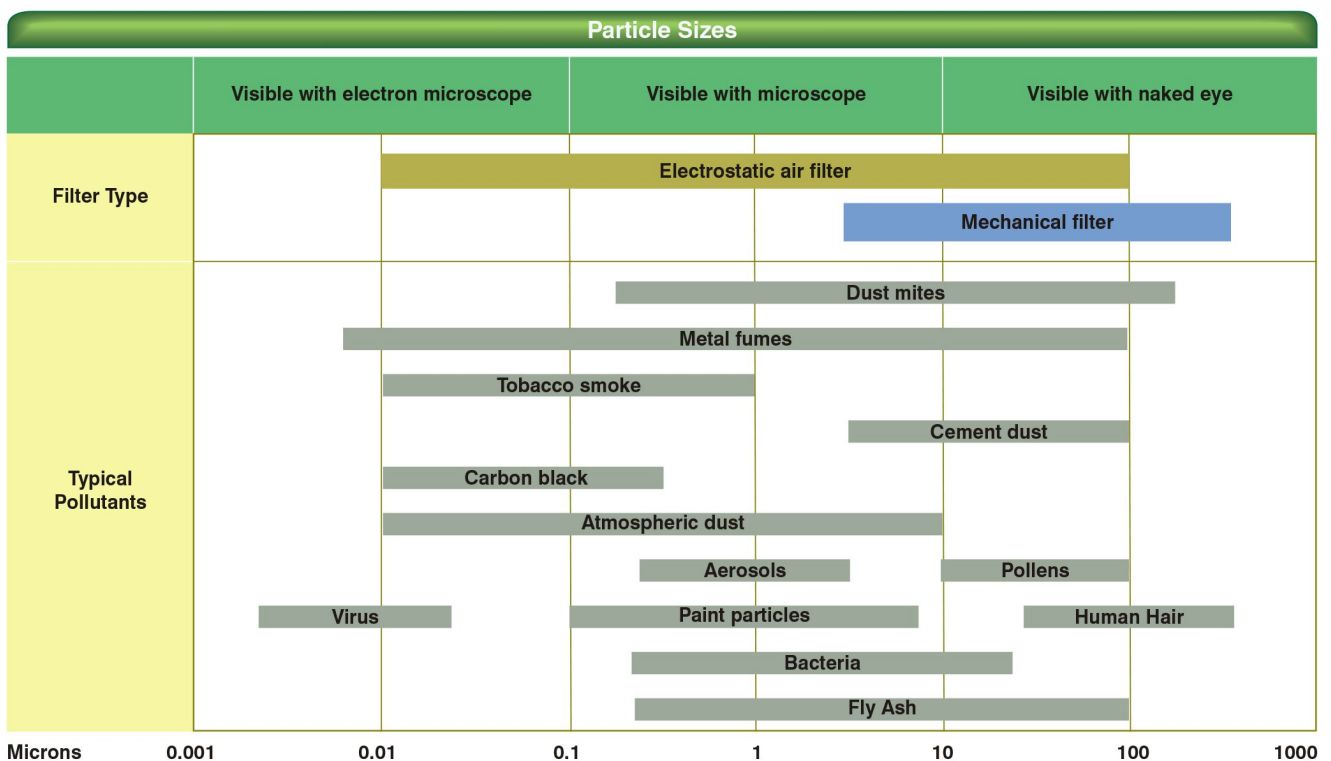 Particle Sizes
Visible with electron microscope
Visible with microscope
Visible with naked eye
Filter Type
Electrostatic air filter
Mechanical filter
Typical
Pollutants
Dust mites
Metal fumes
Tobacco smoke
Cement dust
Carbon black
Atmospheric dust
Aerosols
Pollens
Virus
Paint particles
Human Hair
Bacteria
Fly Ash
Microns 0.001 0.01 0.1 1 10 100 1000